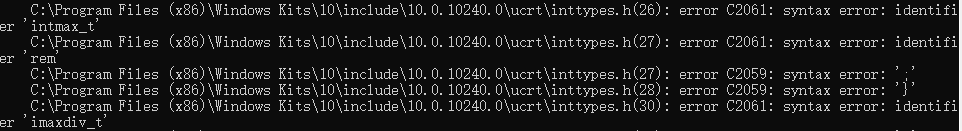 C:\Program Files (x86)\Windows Kits\10\include\10.0.10240.0\ucrt\inttypes.h(26): error C2061: syntax error: identifi
er 'intmax_t'
C:\Program Files (x86)\Windows Kits\10\include\10.0.10240.0\ucrt\inttypes.h(27): error C2061: syntax error: identifi
er 'rem'
C:\Program Files (x86)\Windows Kits\10\include\10.0.10240.0\ucrt\inttypes.h(27): error C2059: syntax error: ';'
C:\Program Files (x86)\Windows Kits\10\include\10.0.10240.0\ucrt\inttypes.h(28): error C2059: syntax error: '}'
C:\Program Files (x86)\Windows Kits\10\include\10.0.10240.0\ucrt\inttypes.h(30): error C2061: syntax error: identifi
er 'imaxdiv_t'